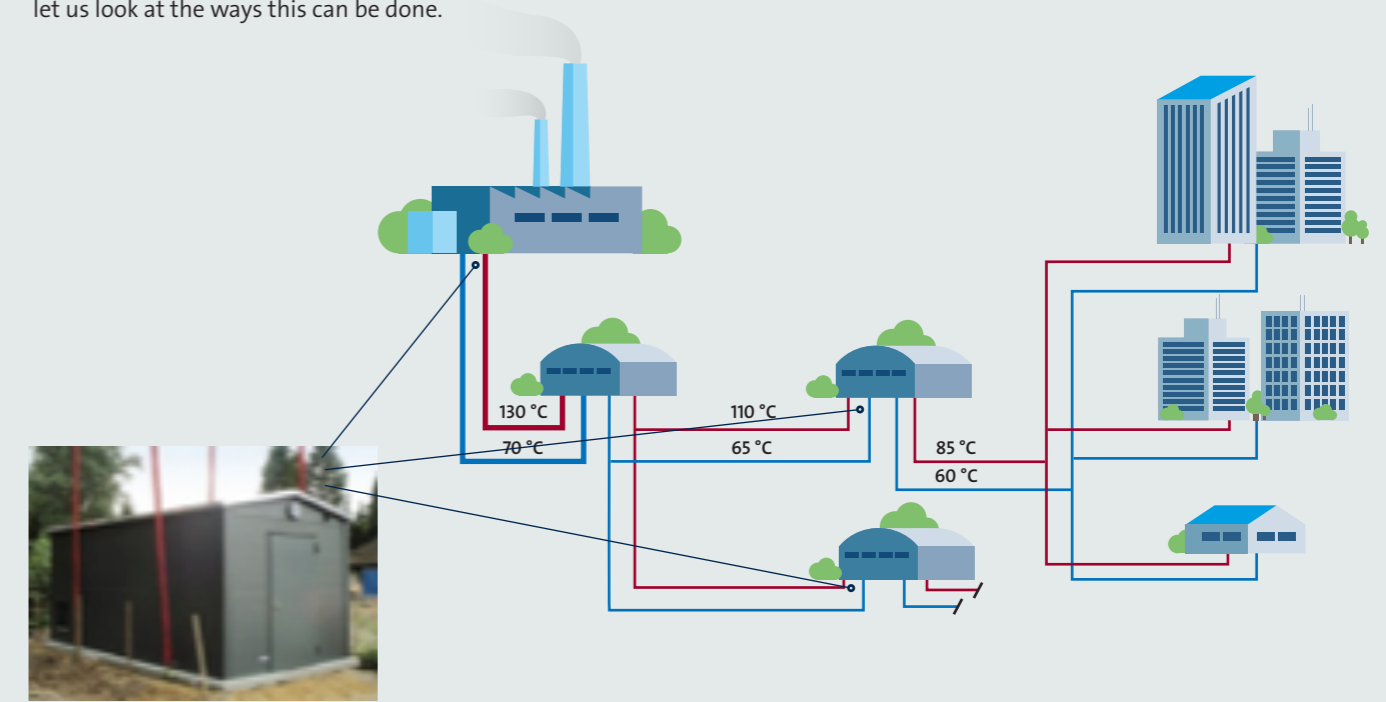 let us look at the ways this can be done.
130 °C
70 °C
110 °C
65 °C
85 °C
60 °C